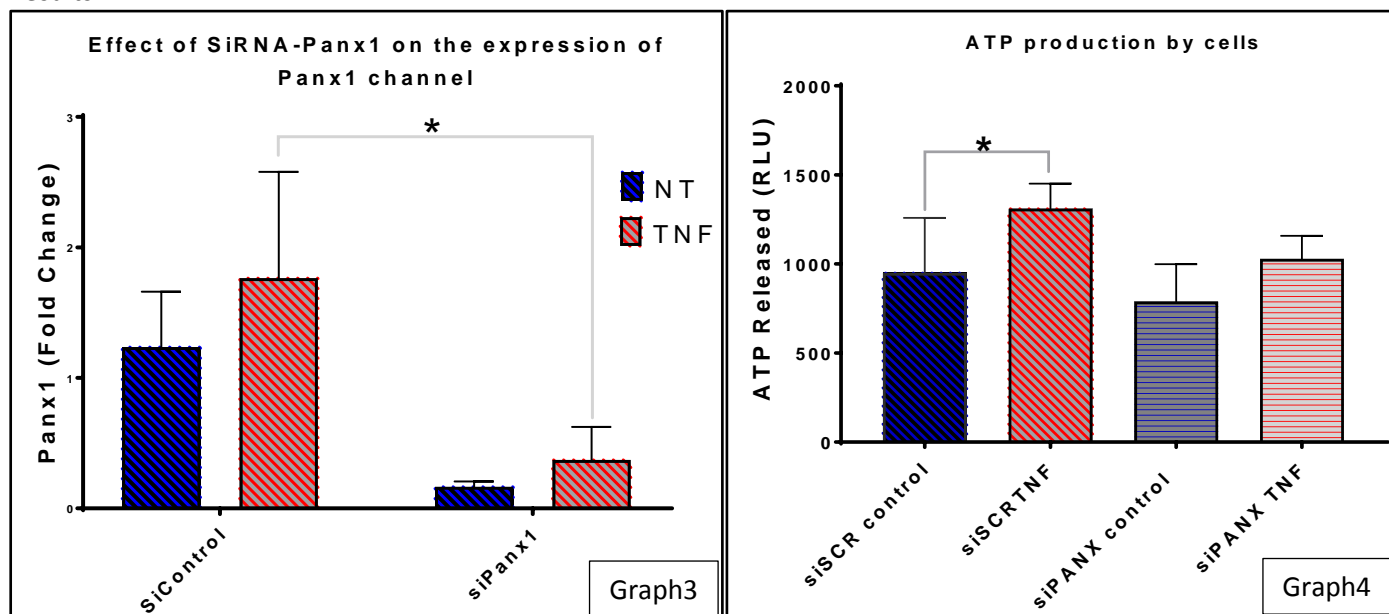 Effect of SiRNA-Panx1 on the expression of
Panx1 channel
Panx1 (Fold Change)
3
2
1
0
*
NT
TNF
SiControl
siPanx1
Graph3
ATP production by cells
ATP Released (RLU)
2000
1500
1000
500
0
*
siSCR control
siSCRTNF
siPANX control
siPANX TNF
Graph4